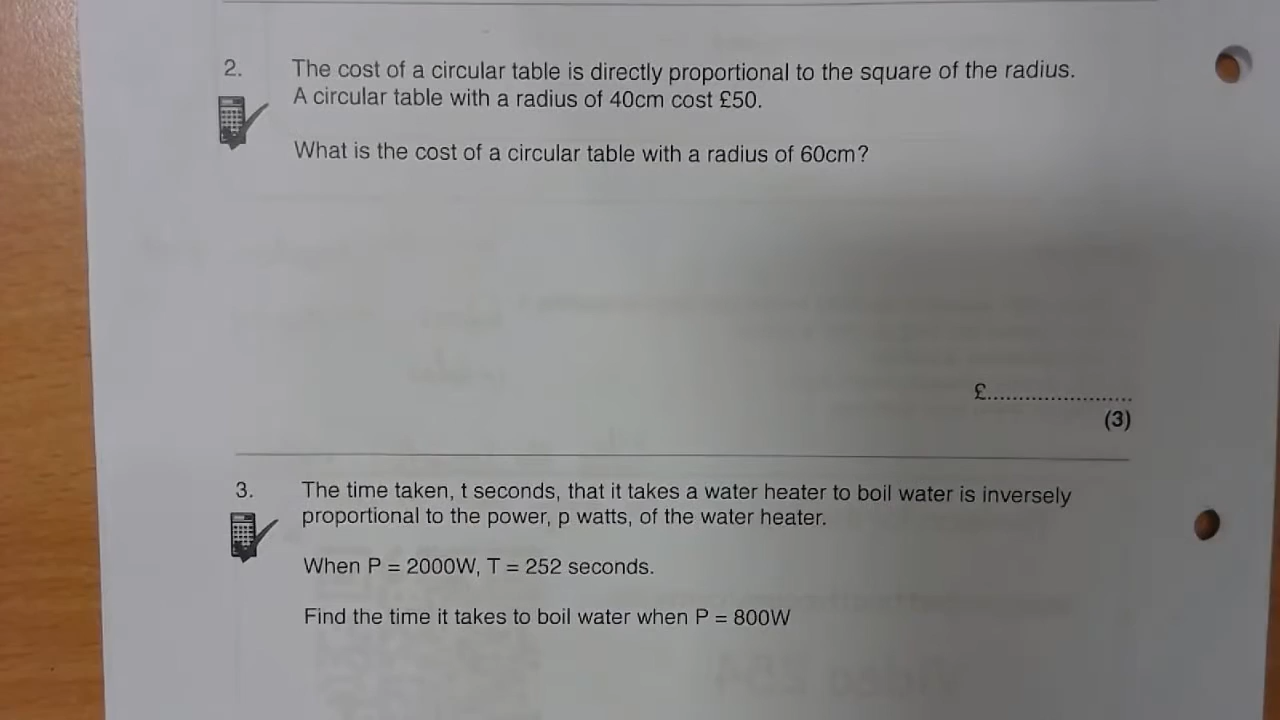 2. The cost of a circular table is directly proportional to the square of the radius.
A circular table with a radius of 40cm cost £50.
What is the cost of a circular table with a radius of 60cm?
£.......................
(3)
3. The time taken, t seconds, that it takes a water heater to boil water is inversely
proportional to the power, p watts, of the water heater.
When P = 2000W, T = 252 seconds.
Find the time it takes to boil water when P = 800W